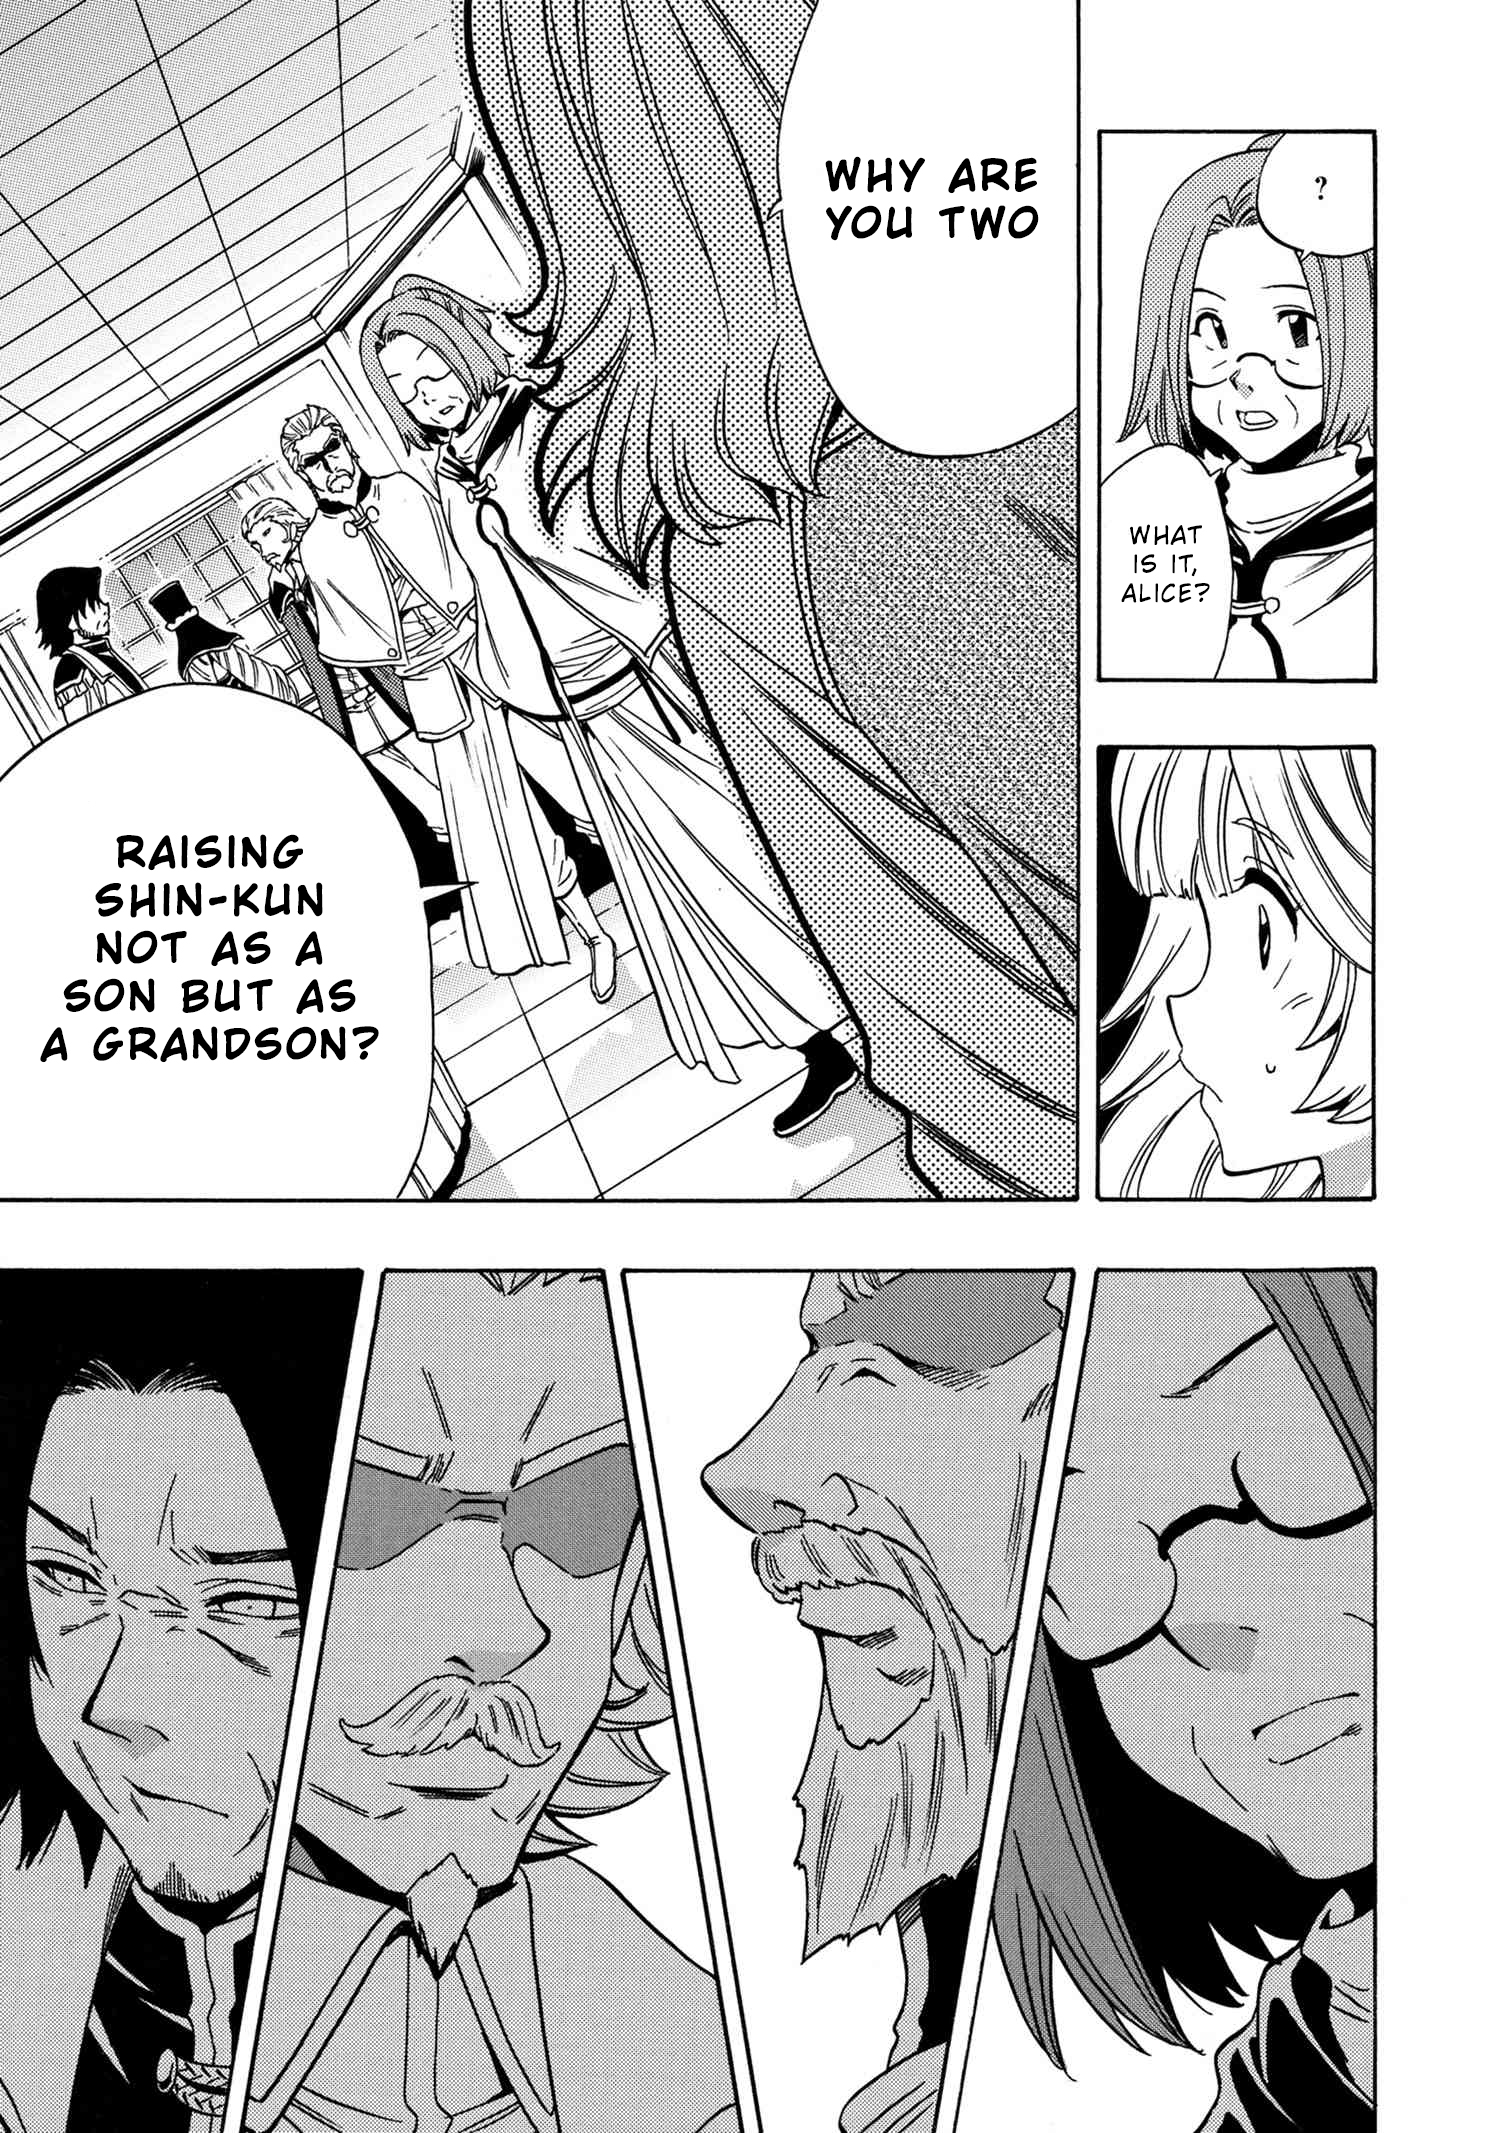 ?
WHAT
IS IT,
ALICE?
WHY ARE
YOU TWO
RAISING
SHIN-KUN
NOT AS A
SON BUT AS
A GRANDSON?